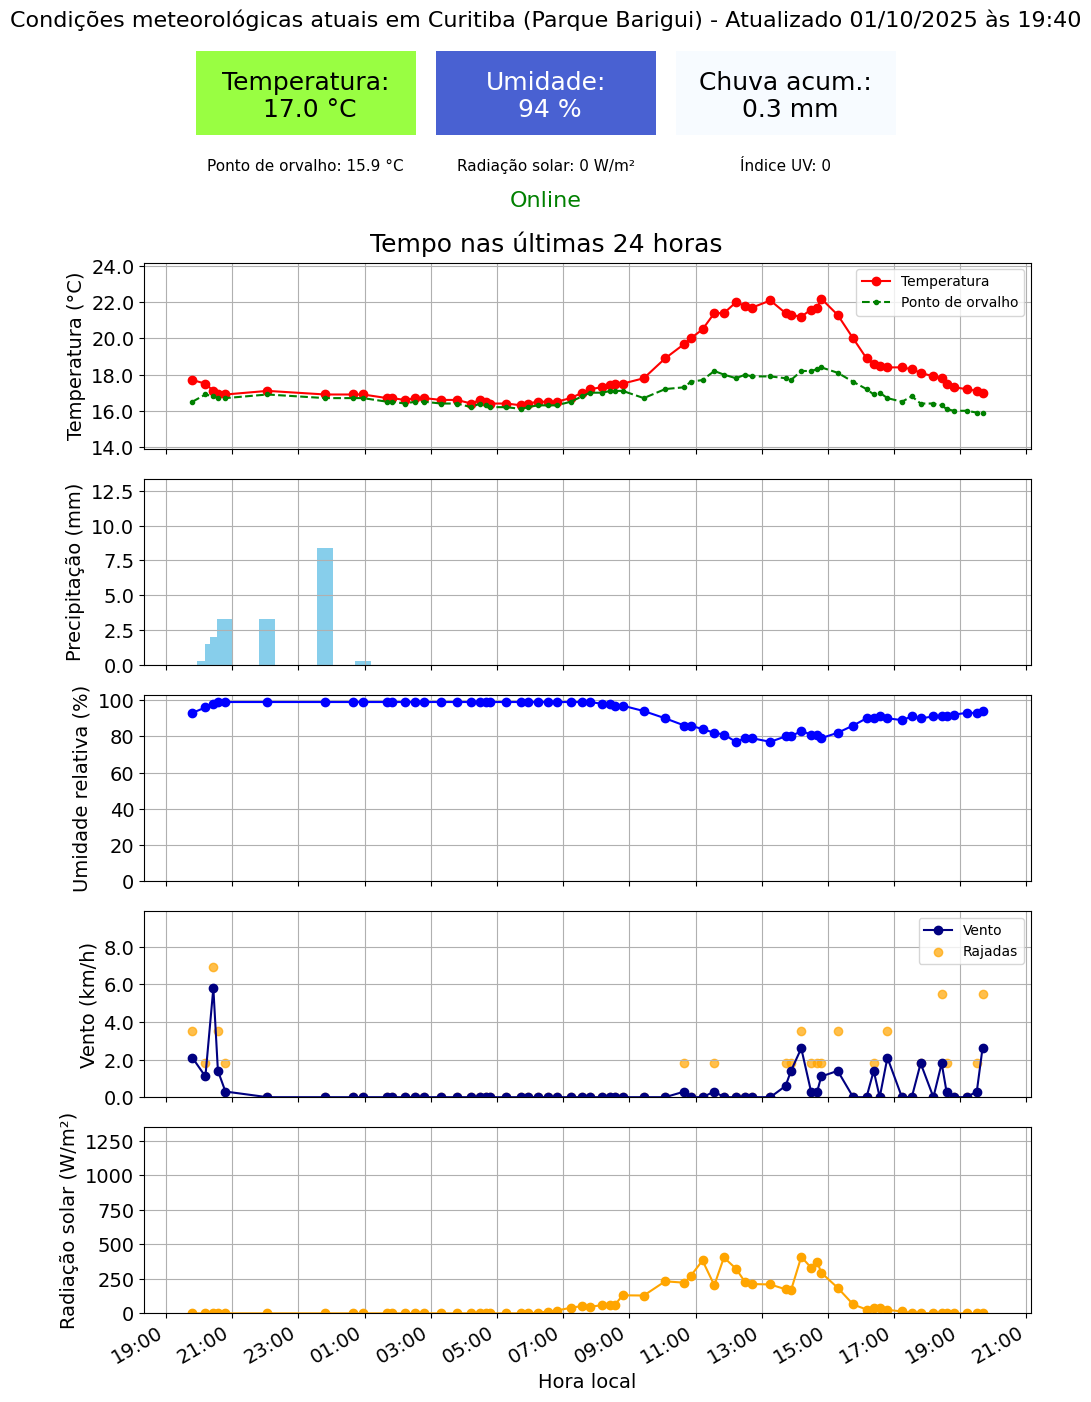 Condições meteorológicas atuais em Curitiba (Parque Barigui) - Atualizado 01/10/2025 às 19:40
Temperatura:
17.0 °C
Umidade:
94 %
Chuva acum.:
0.3 mm
Ponto de orvalho: 15.9 °C
Radiação solar: 0 W/m²
Índice UV: 0
Online
Tempo nas últimas 24 horas
Temperatura (°C)
24.0
22.0
20.0
18.0
16.0
14.0
Temperatura
Ponto de orvalho
Precipitação (mm)
12.5
10.0
7.5
5.0
2.5
0.0
Umidade relativa (%)
100
80
60
40
20
0
Vento (km/h)
8.0
6.0
4.0
2.0
0.0
Vento
Rajadas
Radiação solar (W/m²)
1250
1000
750
500
250
0
19:00
21:00
23:00
01:00
03:00
05:00
07:00
09:00
11:00
13:00
15:00
17:00
19:00
21:00
Hora local